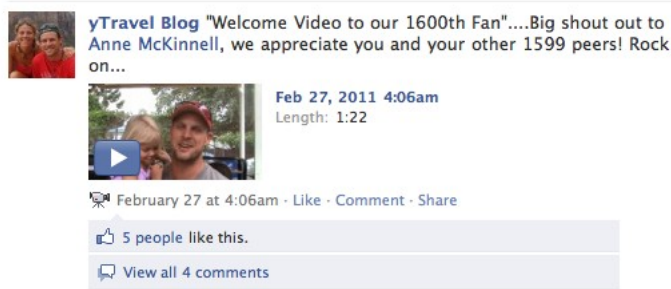 yTravel Blog "Welcome Video to our 1600th Fan"....Big shout out to
Anne McKinnell, we appreciate you and your other 1599 peers! Rock
on...
Feb 27, 2011 4:06am
Length: 1:22
February 27 at 4:06am · Like · Comment · Share
5 people like this.
View all 4 comments